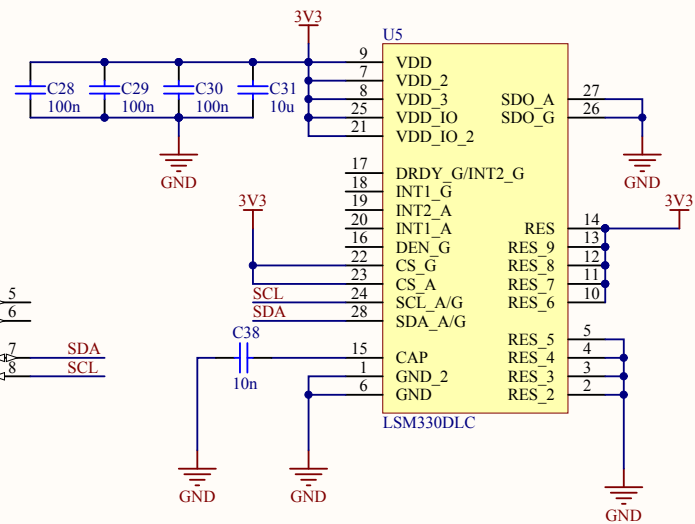 3V3
U5
9 VDD
7 VDD_2
8 VDD_3
25 VDD_IO
21 VDD_IO_2
C28 C29 C30 C31
100n 100n 100n 10u
GND
SDO_A 27
SDO_G 26
GND
17 DRDY_G/INT2_G
18 INT1_G
19 INT2_A
20 INT1_A
16 DEN_G
22 CS_G
23 CS_A
24 SCL_A/G
28 SDA_A/G
3V3
SCL
SDA
3V3
RES 14
RES_9 13
RES_8 12
RES_7 11
RES_6 10
5
6
7 SDA
8 SCL
C38
10n
15 CAP
1 GND_2
6 GND
RES_5 5
RES_4 4
RES_3 3
RES_2 2
LSM330DLC
GND
GND
GND